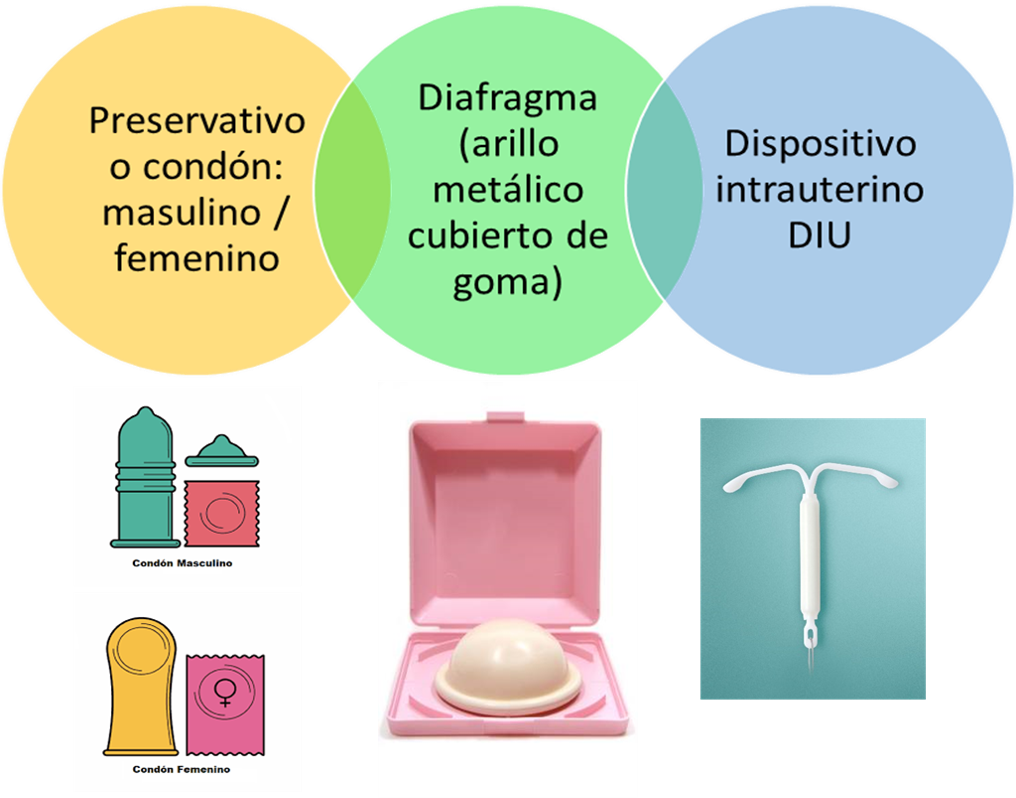 Preservativo
o condón:
masulino /
femenino
Diafragma
(arillo
metálico
cubierto de
goma)
Dispositivo
intrauterino
DIU
Condón Masculino
Condón Femenino